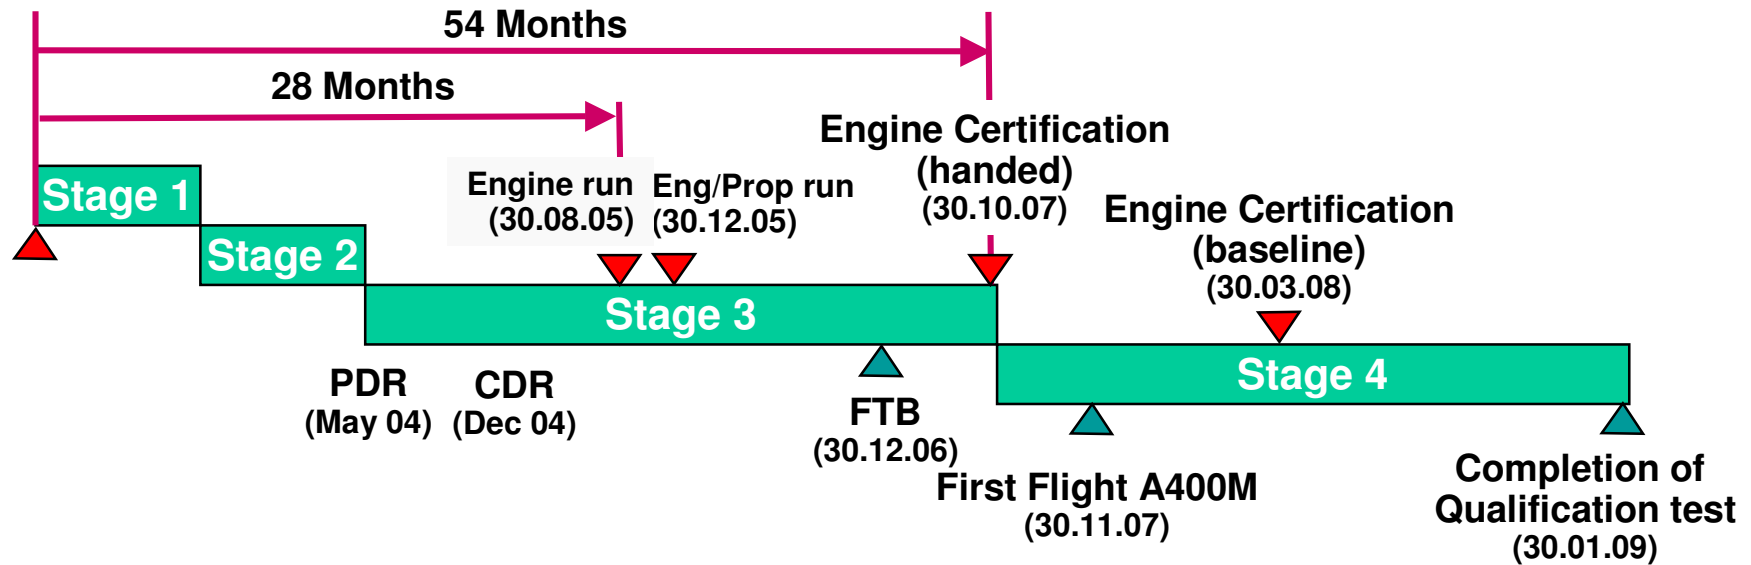 54 Months
28 Months
Engine Certification
(handed)
(30.10.07)
Stage 1
Engine run
(30.08.05)
Eng/Prop run
(30.12.05)
Engine Certification
(baseline)
(30.03.08)
Stage 2
Stage 3
Stage 4
PDR
(May 04)
CDR
(Dec 04)
FTB
(30.12.06)
First Flight A400M
(30.11.07)
Completion of
Qualification test
(30.01.09)